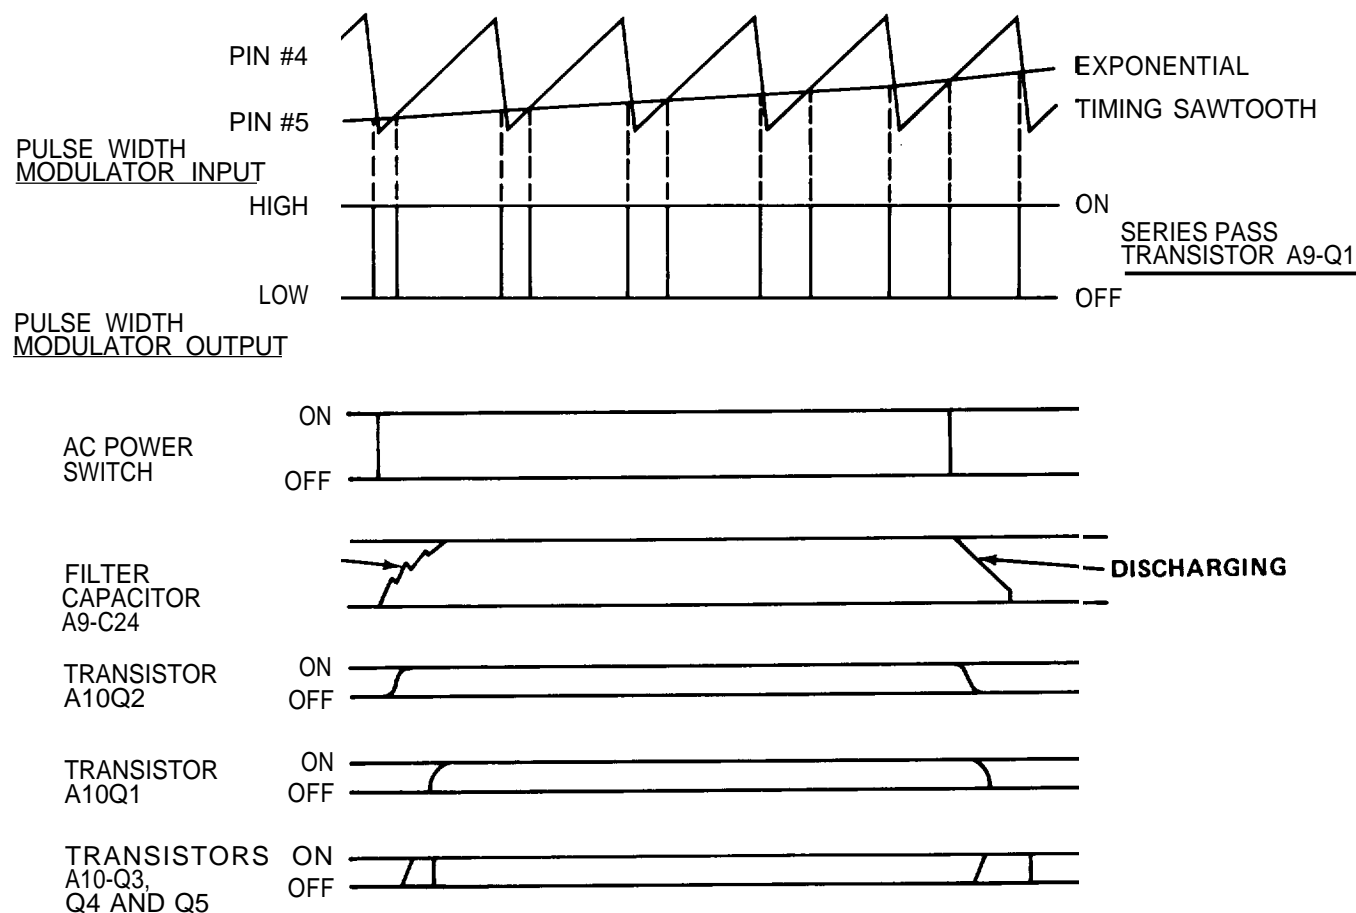 PIN #4
EXPONENTIAL
TIMING SAWTOOTH
PIN #5
PULSE WIDTH
MODULATOR INPUT
HIGH
ON
SERIES PASS
TRANSISTOR A9-Q1
LOW
OFF
PULSE WIDTH
MODULATOR OUTPUT
ON
AC POWER
SWITCH
OFF
FILTER
CAPACITOR
A9-C24
DISCHARGING
TRANSISTOR
A10Q2
ON
OFF
TRANSISTOR
A10Q1
ON
OFF
TRANSISTORS
A10-Q3,
Q4 AND Q5
ON
OFF